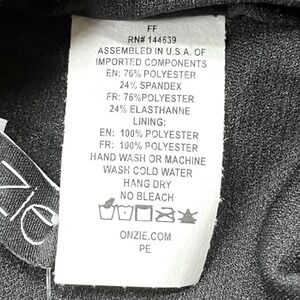 FF
RN# 144639
ASSEMBLED IN U.S.A. OF
IMPORTED COMPONENTS
EN: 76% POLYESTER
24% SPANDEX
FR: 76%POLYESTER
24% ELASTHANNE
LINING:
EN: 100% POLYESTER
FR: 100% POLYESTER
HAND WASH OR MACHINE
WASH COLD WATER
HANG DRY
NO BLEACH
ONZIE.COM
PE
zie